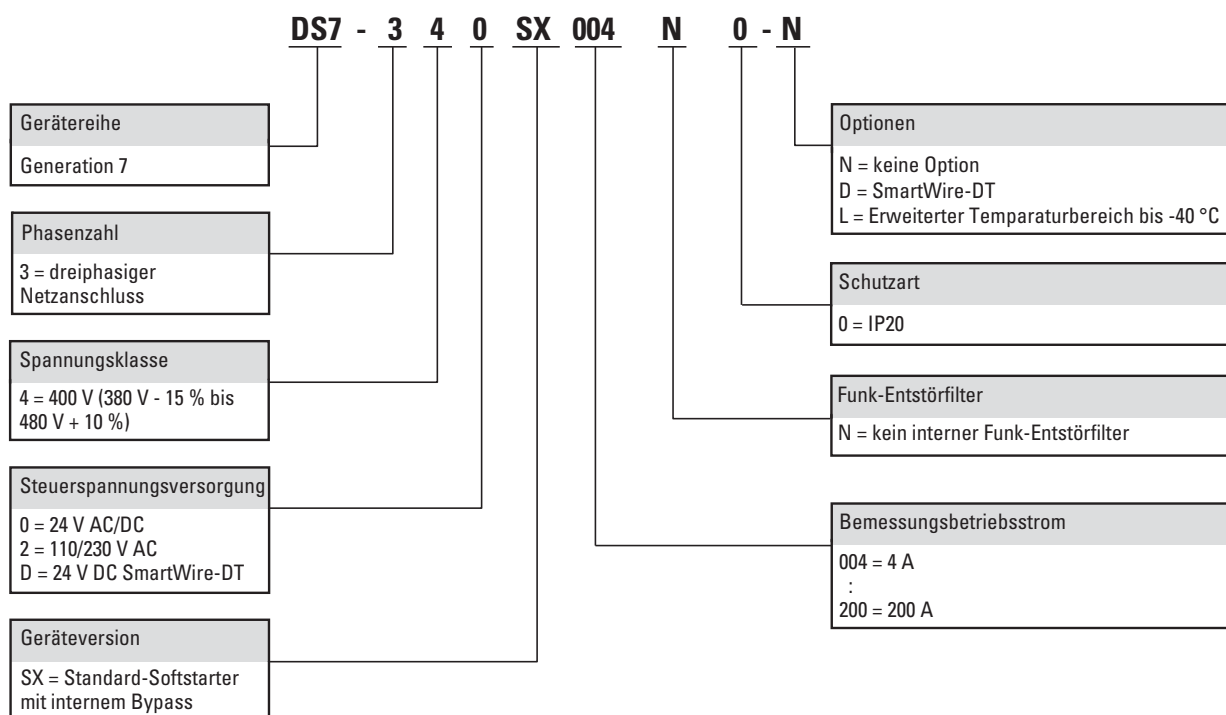 DS7 - 3 4 0 SX 004 N 0 - N
Gerätereihe
Generation 7
Phasenzahl
3 = dreiphasiger
Netzanschluss
Spannungsklasse
4 = 400 V (380 V - 15 % bis
480 V + 10 %)
Steuerspannungsversorgung
0 = 24 V AC/DC
2 = 110/230 V AC
D = 24 V DC SmartWire-DT
Geräteversion
SX = Standard-Softstarter
mit internem Bypass
Optionen
N = keine Option
D = SmartWire-DT
L = Erweiterter Temparaturbereich bis -40 °C
Schutzart
0 = IP20
Funk-Entstörfilter
N = kein interner Funk-Entstörfilter
Bemessungsbetriebsstrom
004 = 4 A
:
200 = 200 A